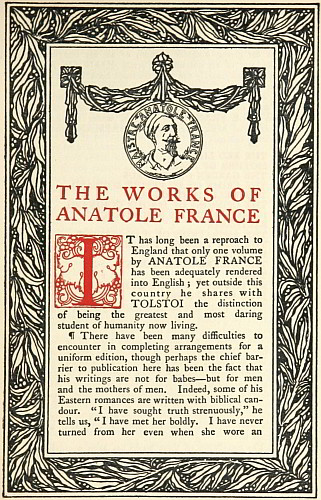 MAISTRE·ANATOLE·FRANCE
THE WORKS OF
ANATOLE FRANCE
IT has long been a reproach to
England that only one volume
by ANATOLE FRANCE
has been adequately rendered
into English; yet outside this
country he shares with
TOLSTOI the distinction
of being the greatest and most daring
student of humanity now living.
¶ There have been many difficulties to
encounter in completing arrangements for a
uniform edition, though perhaps the chief bar-
rier to publication here has been the fact that
his writings are not for babes—but for men
and the mothers of men. Indeed, some of his
Eastern romances are written with biblical can-
dour. “I have sought truth strenuously,” he
tells us, “I have met her boldly. I have never
turned from her even when she wore an